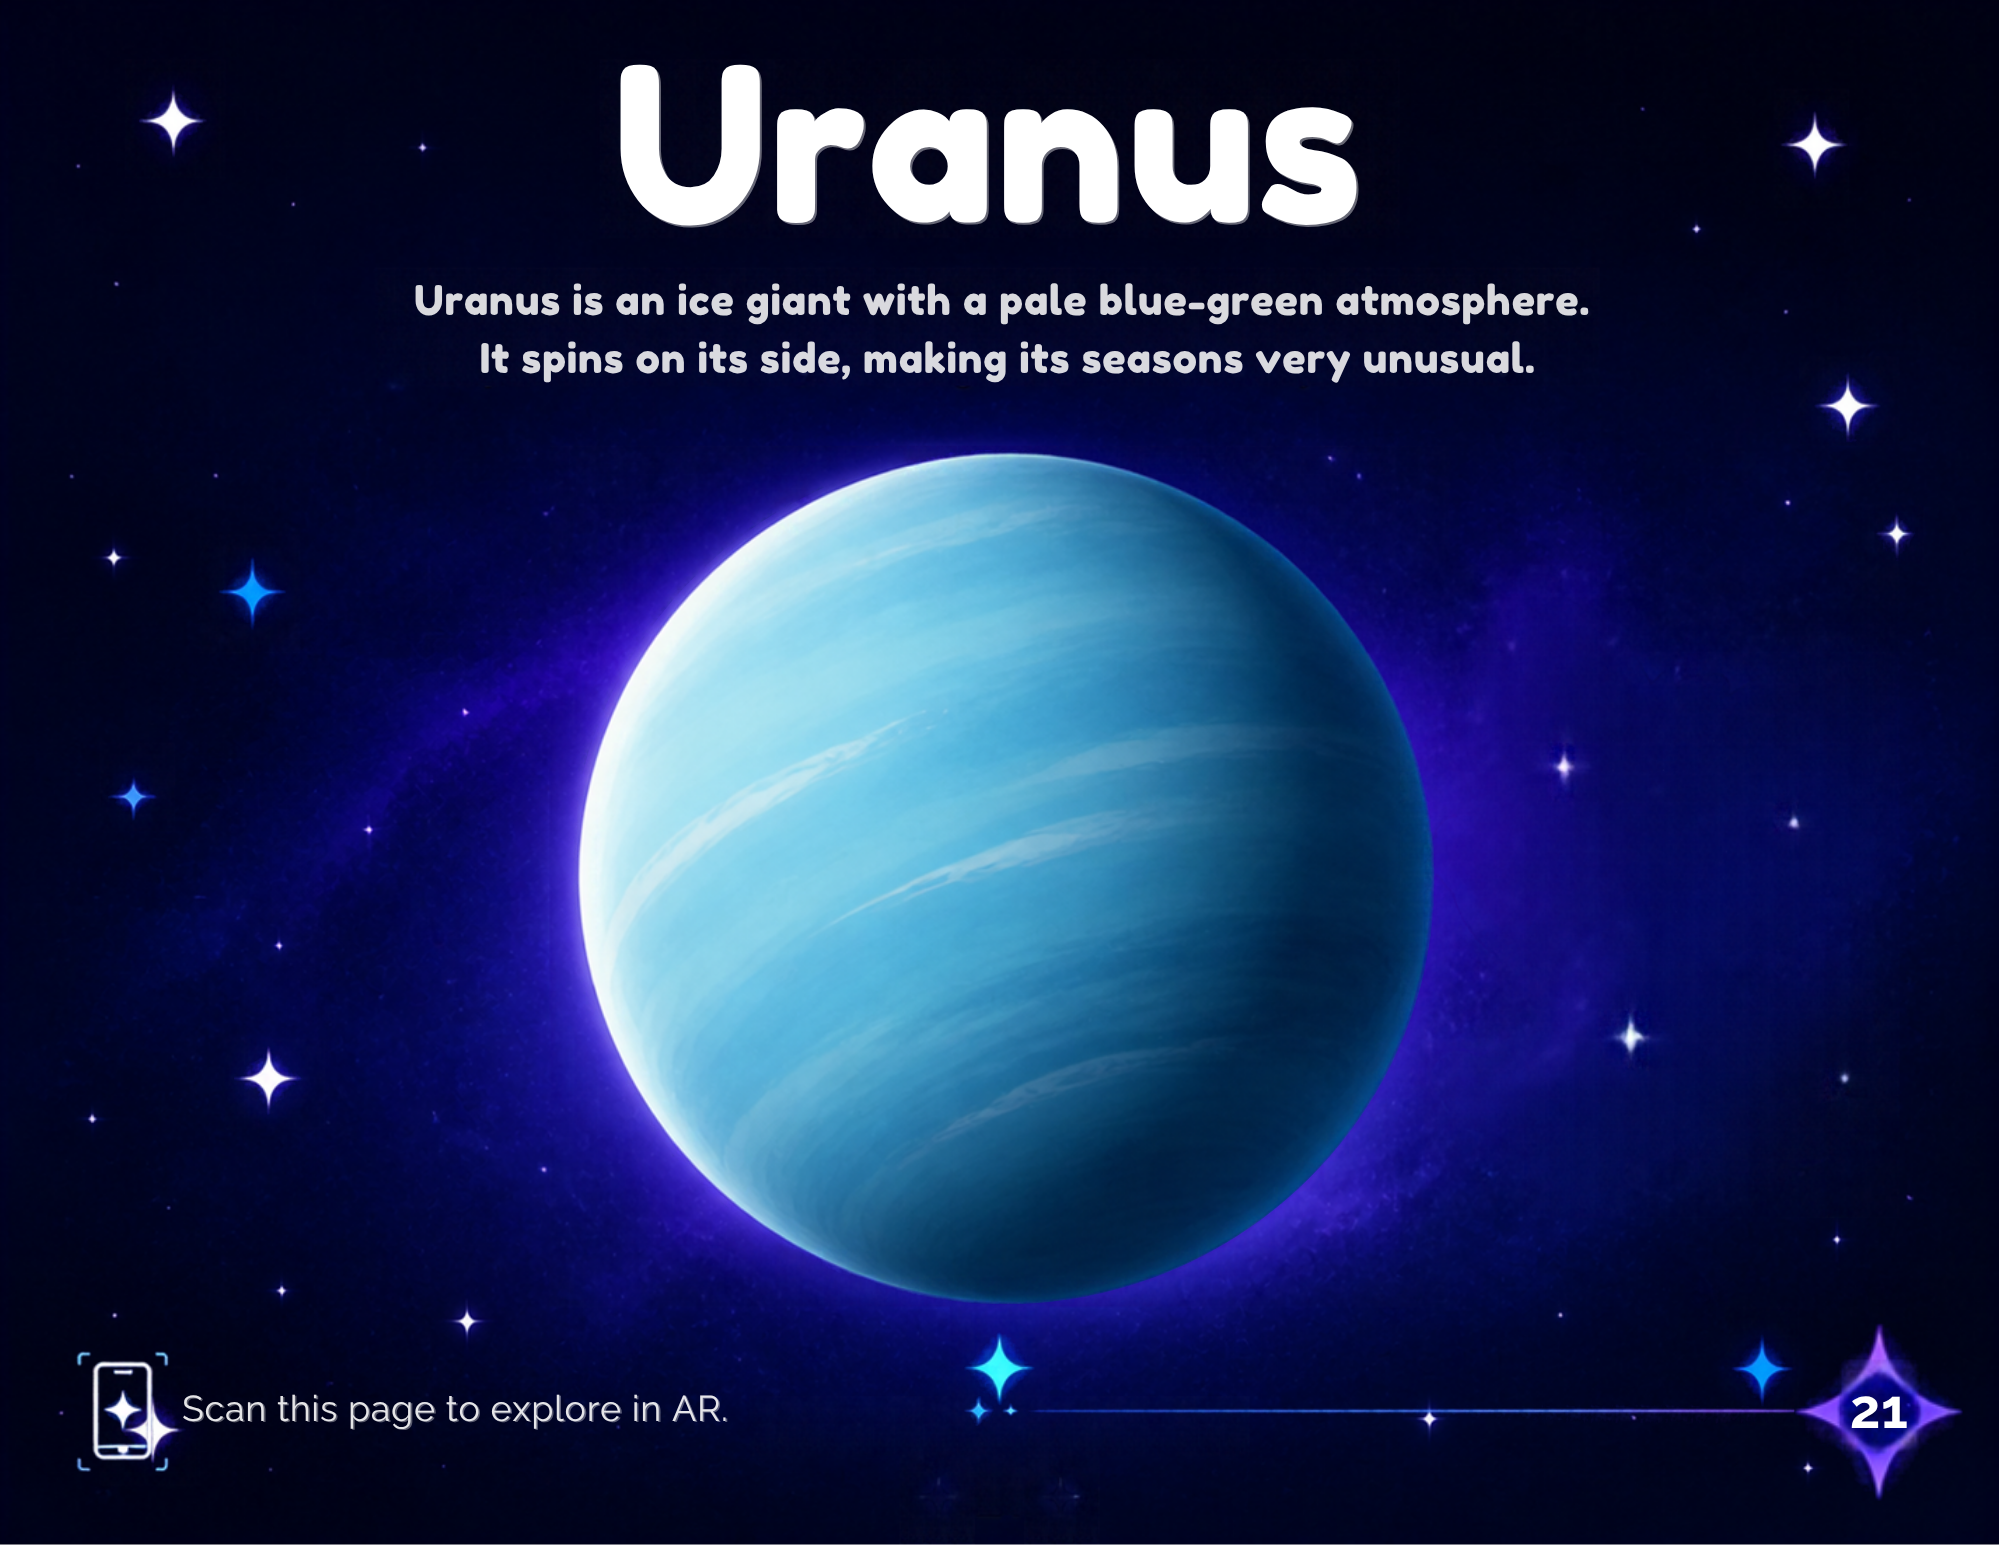 Uranus
Uranus is an ice giant with a pale blue-green atmosphere.
It spins on its side, making its seasons very unusual.
Scan this page to explore in AR.
21